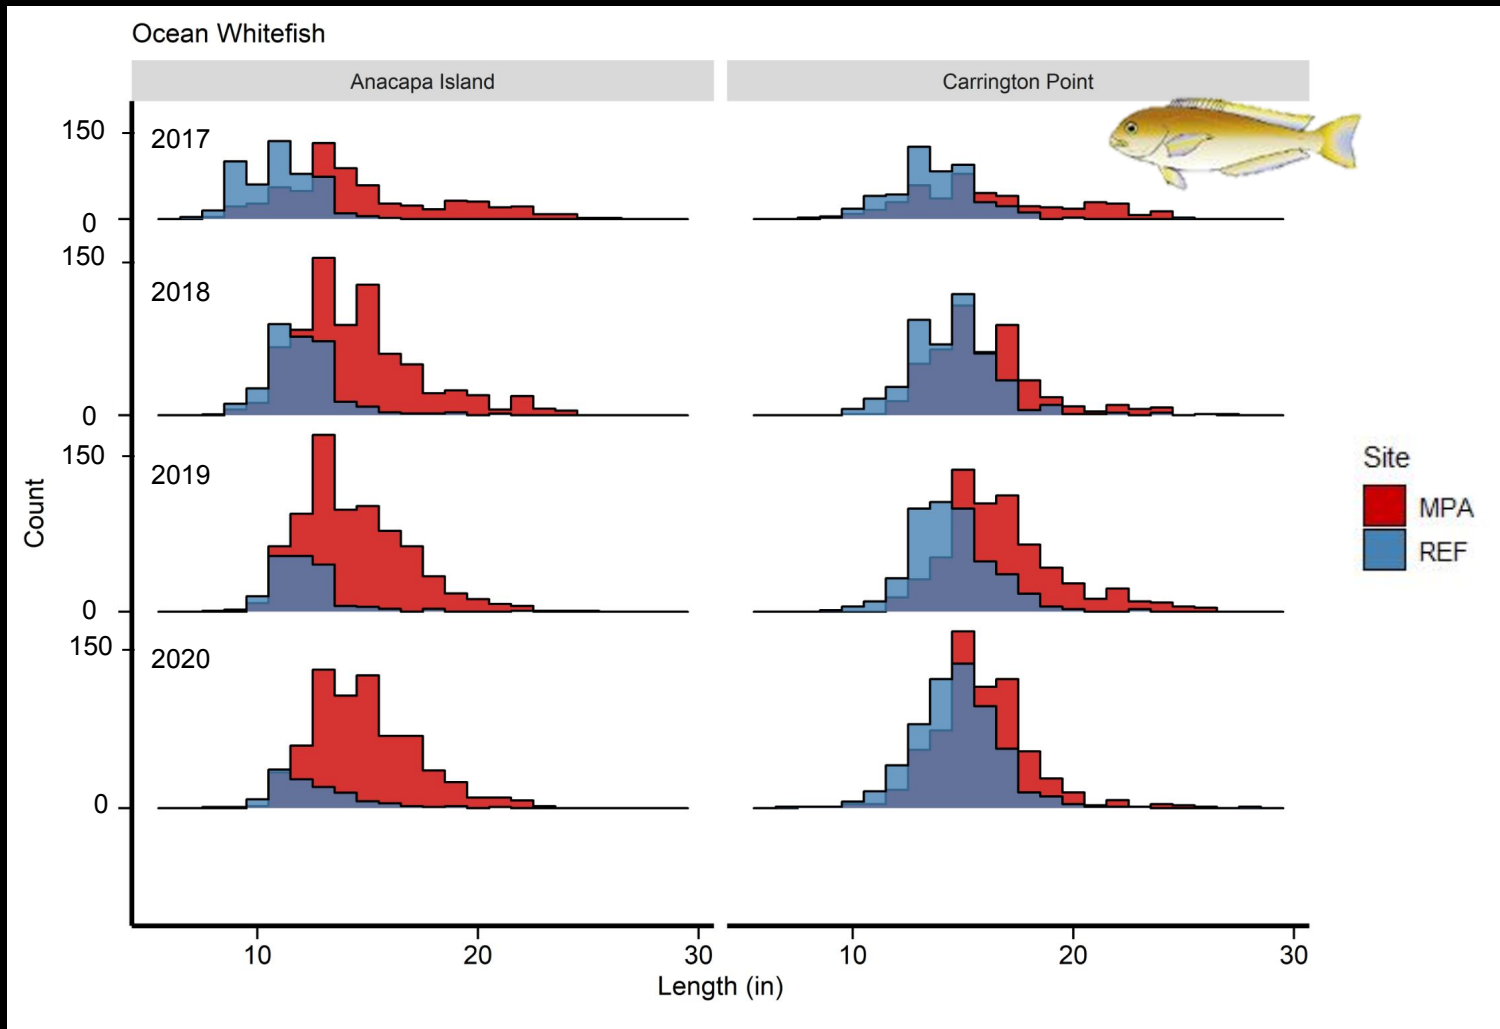 Ocean Whitefish
Anacapa Island
Carrington Point
150
2017
0
150
2018
0
150
2019
0
150
2020
0
Count
10
20
30
10
20
30
Length (in)
Site
MPA
REF